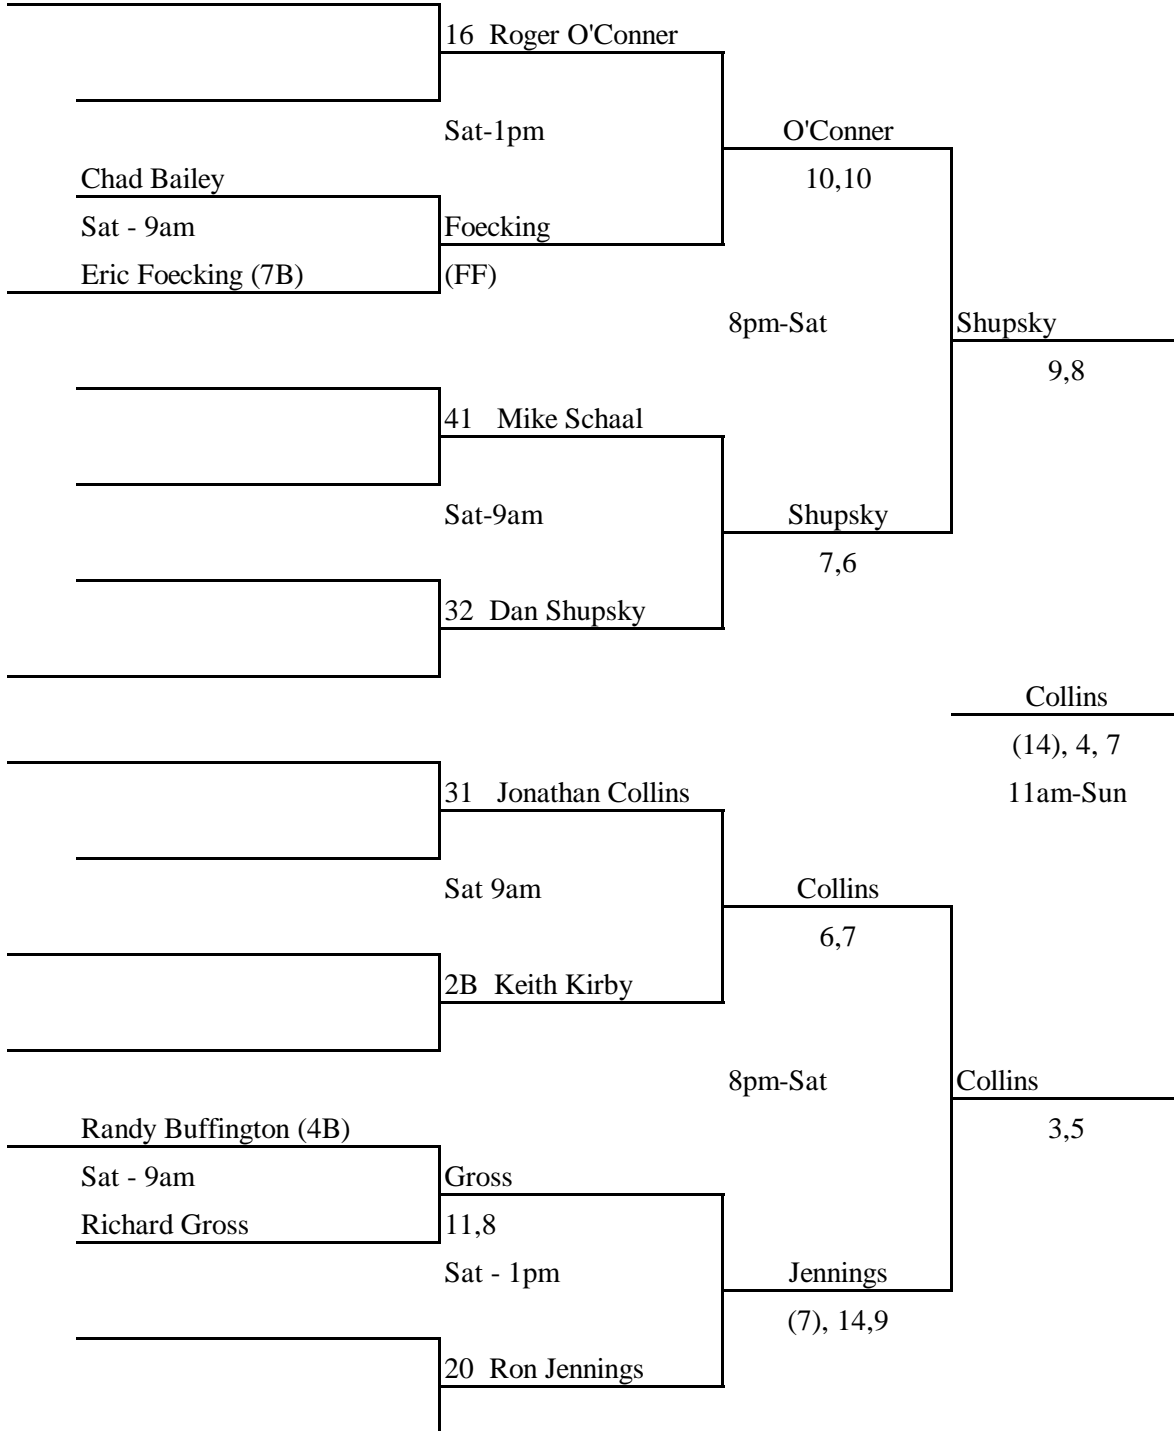 16 Roger O'Conner
Sat-1pm
O'Conner
Chad Bailey
10,10
Sat - 9am
Foecking
Eric Foecking (7B)
(FF)
8pm-Sat
Shupsky
9,8
41 Mike Schaal
Sat-9am
Shupsky
7,6
32 Dan Shupsky
Collins
(14), 4, 7
31 Jonathan Collins
11am-Sun
Sat 9am
Collins
6,7
2B Keith Kirby
8pm-Sat
Collins
Randy Buffington (4B)
3,5
Sat - 9am
Gross
Richard Gross
11,8
Sat - 1pm
Jennings
(7), 14,9
20 Ron Jennings